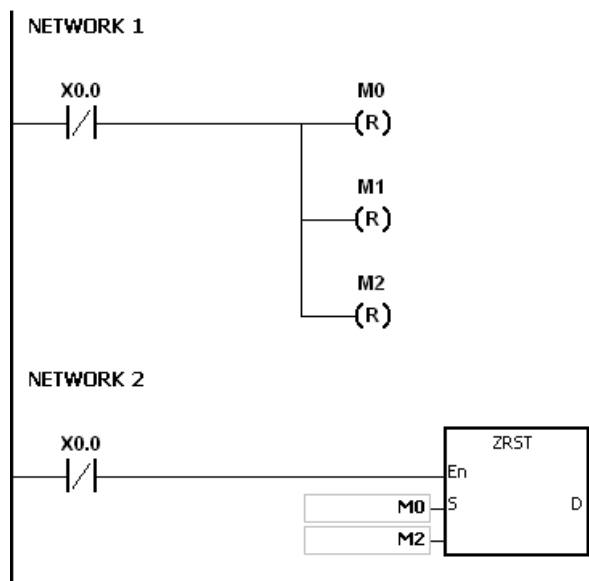 NETWORK 1
X0.0
M0
(R)
M1
(R)
M2
(R)
NETWORK 2
X0.0
ZRST
En
M0 S D
M2